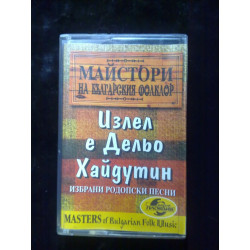 МАЙСТОРИ
НА БЪЛГАРСКИЯ ФОЛКЛОР
Излел
е Дельо
Хайдутин
ИЗБРАНИ РОДОПСКИ ПЕСНИ
MASTERS of Bulgarian Folk Music